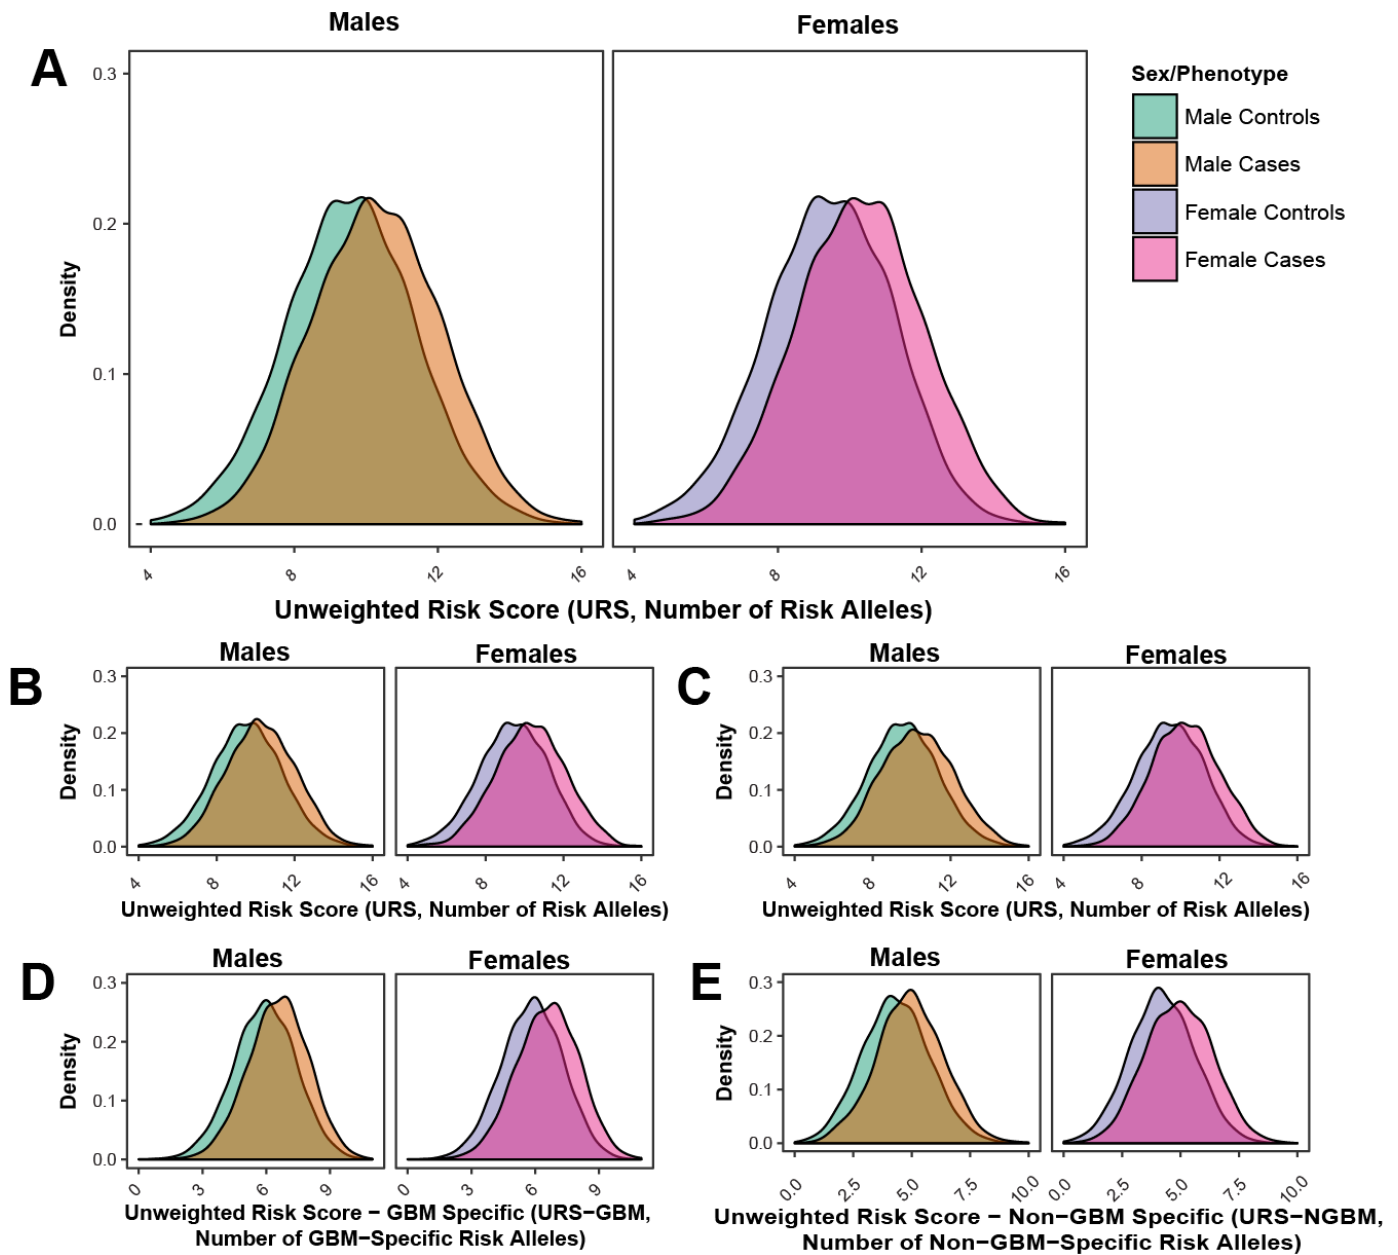 Males
Females
A
Sex/Phenotype
Male Controls
Male Cases
Female Controls
Female Cases
Density
0.3
0.2
0.1
0.0
4 8 12 16
4 8 12 16
Unweighted Risk Score (URS, Number of Risk Alleles)
B
Males
Females
Density
0.3
0.2
0.1
0.0
4 8 12 16
4 8 12 16
Unweighted Risk Score (URS, Number of Risk Alleles)
C
Males
Females
Density
0.3
0.2
0.1
0.0
4 8 12 16
4 8 12 16
Unweighted Risk Score (URS, Number of Risk Alleles)
D
Males
Females
Density
0.3
0.2
0.1
0.0
0 3 6 9
0 3 6 9
Unweighted Risk Score − GBM Specific (URS−GBM,
Number of GBM−Specific Risk Alleles)
E
Males
Females
Density
0.3
0.2
0.1
0.0
0.0 2.5 5.0 7.5 10.0
0.0 2.5 5.0 7.5 10.0
Unweighted Risk Score − Non−GBM Specific (URS−NGBM,
Number of Non−GBM−Specific Risk Alleles)